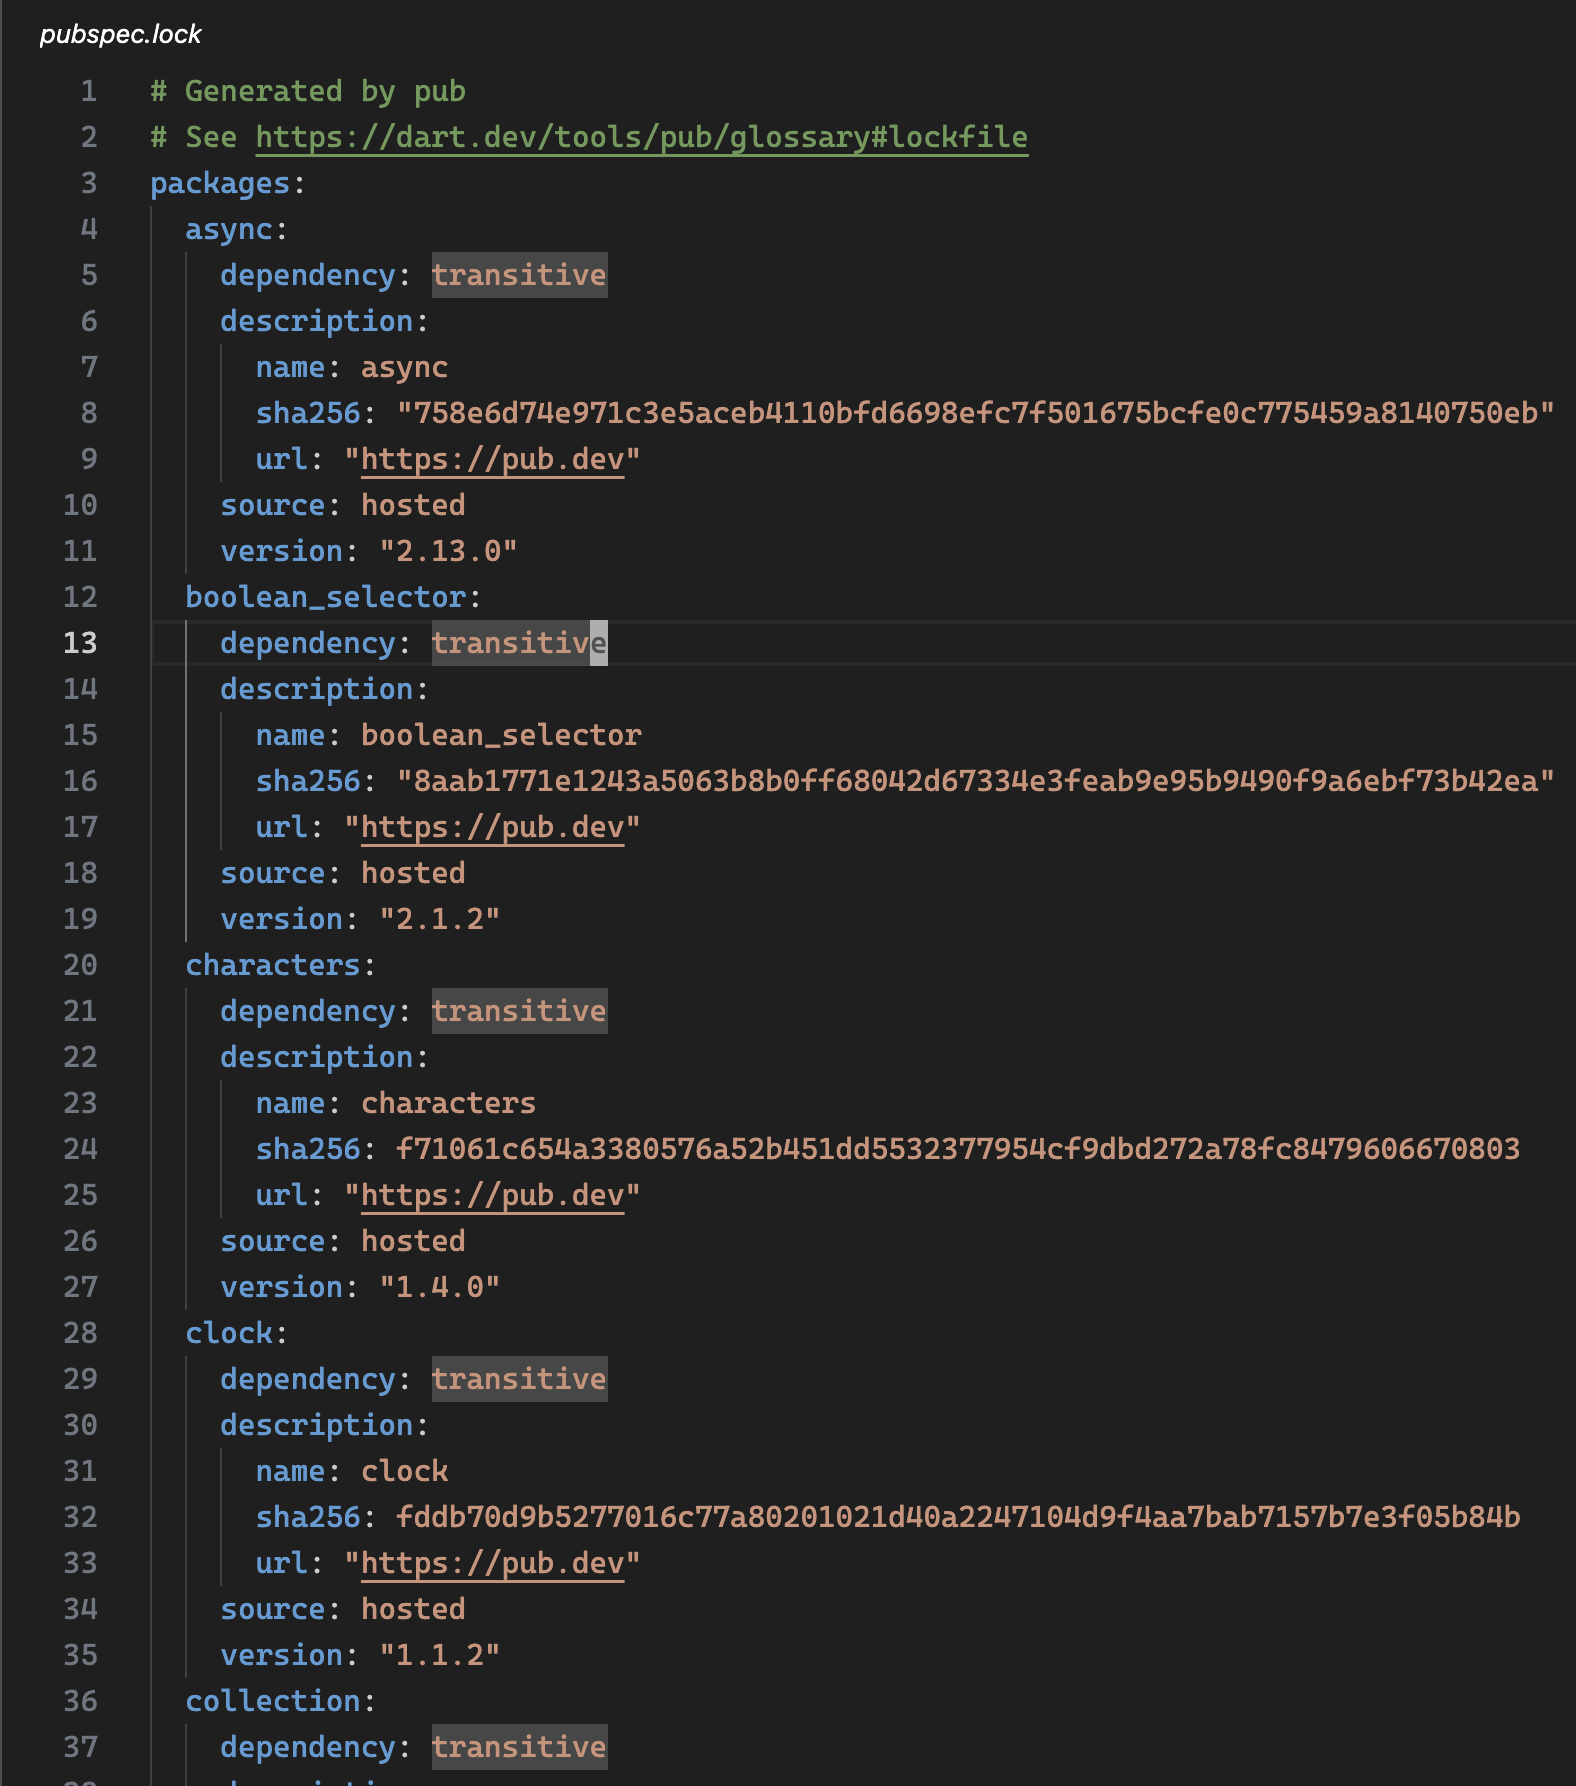 pubspec.lock
1 # Generated by pub
2 # See https://dart.dev/tools/pub/glossary#lockfile
3 packages:
4   async:
5     dependency: transitive
6     description:
7       name: async
8       sha256: "758e6d74e971c3e5aceb4110bfd6698efc7f501675bcfe0c775459a8140750eb"
9       url: "https://pub.dev"
10     source: hosted
11     version: "2.13.0"
12   boolean_selector:
13     dependency: transitive
14     description:
15       name: boolean_selector
16       sha256: "8aab1771e1243a5063b8b0ff68042d67334e3feab9e95b9490f9a6ebf73b42ea"
17       url: "https://pub.dev"
18     source: hosted
19     version: "2.1.2"
20   characters:
21     dependency: transitive
22     description:
23       name: characters
24       sha256: f71061c654a3380576a52b451dd5532377954cf9dbd272a78fc8479606670803
25       url: "https://pub.dev"
26     source: hosted
27     version: "1.4.0"
28   clock:
29     dependency: transitive
30     description:
31       name: clock
32       sha256: fddb70d9b5277016c77a80201021d40a2247104d9f4aa7bab7157b7e3f05b84b
33       url: "https://pub.dev"
34     source: hosted
35     version: "1.1.2"
36   collection:
37     dependency: transitive